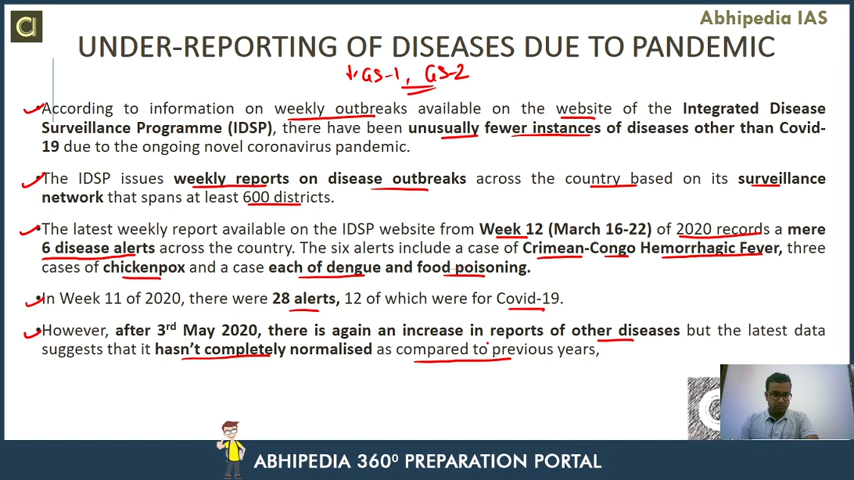 Abhipedia IAS
UNDER-REPORTING OF DISEASES DUE TO PANDEMIC
GS-1, GS-2
•According to information on weekly outbreaks available on the website of the Integrated Disease
Surveillance Programme (IDSP), there have been unusually fewer instances of diseases other than Covid-
19 due to the ongoing novel coronavirus pandemic.
•The IDSP issues weekly reports on disease outbreaks across the country based on its surveillance
network that spans at least 600 districts.
•The latest weekly report available on the IDSP website from Week 12 (March 16-22) of 2020 records a mere
6 disease alerts across the country. The six alerts include a case of Crimean-Congo Hemorrhagic Fever, three
cases of chickenpox and a case each of dengue and food poisoning.
•In Week 11 of 2020, there were 28 alerts, 12 of which were for Covid-19.
•However, after 3rd May 2020, there is again an increase in reports of other diseases but the latest data
suggests that it hasn't completely normalised as compared to previous years,
ABHIPEDIA 360⁰ PREPARATION PORTAL